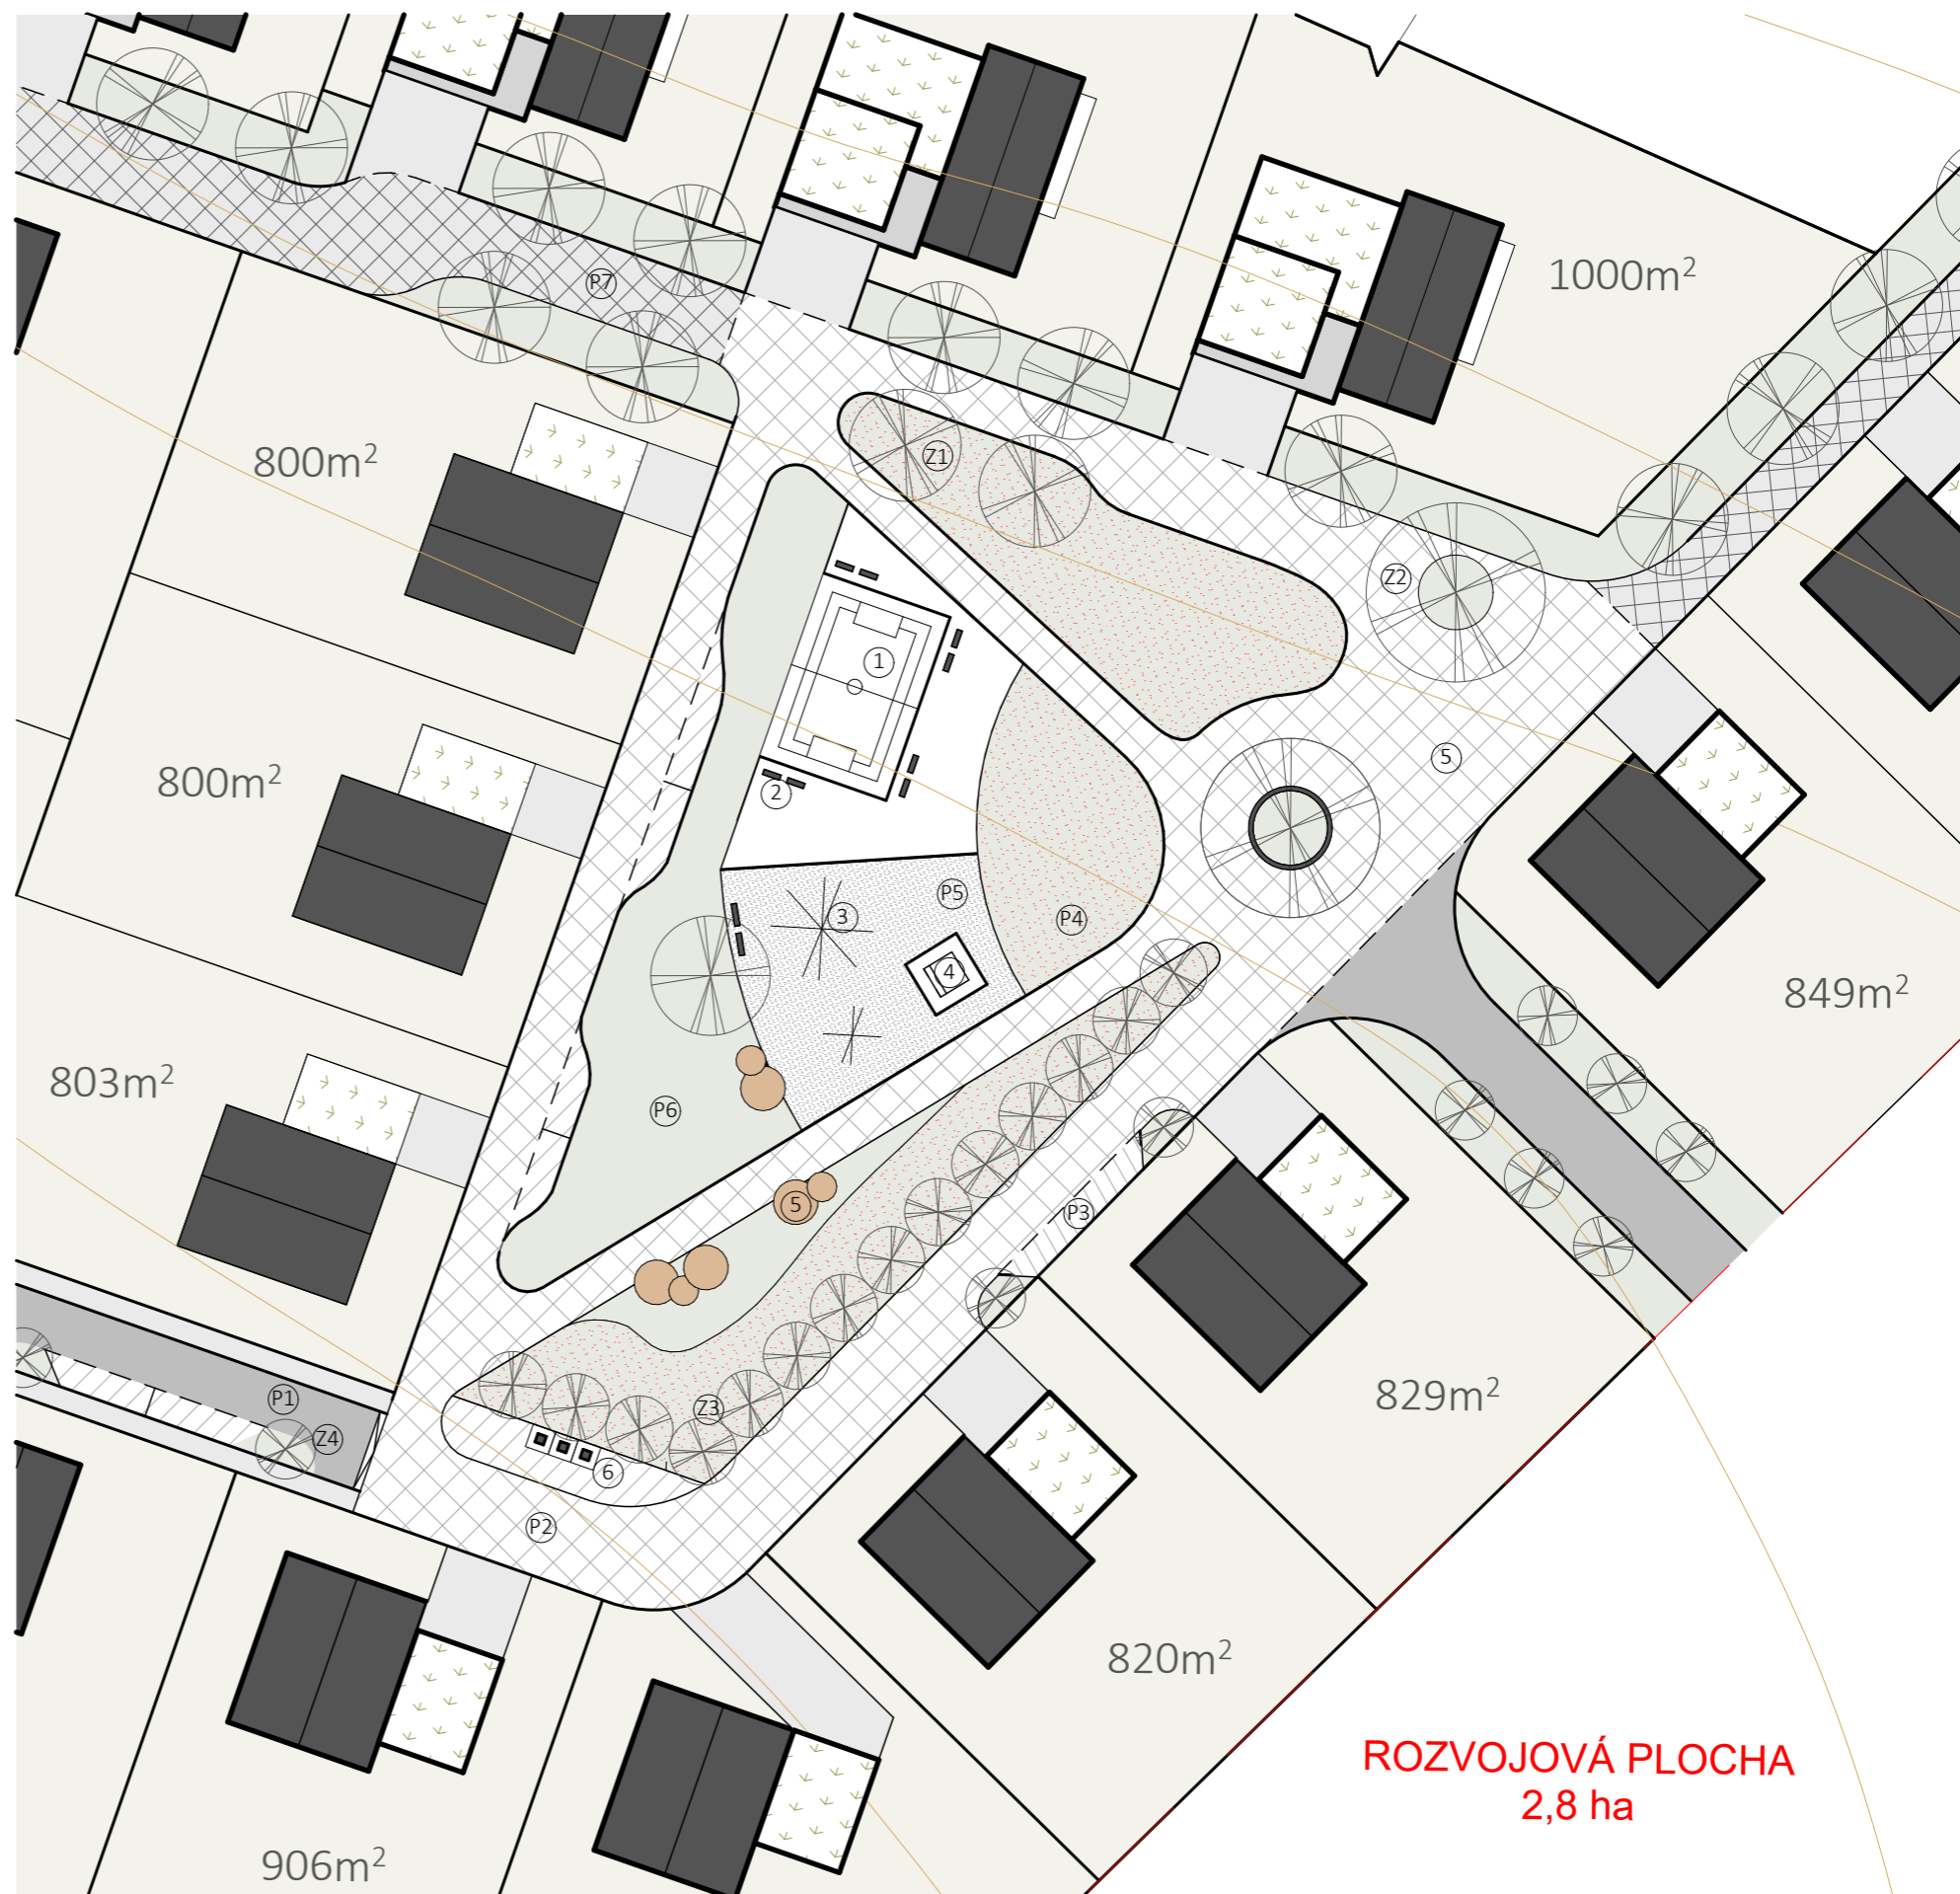 1000m²
P7
Z1
800m²
Z2
1
5
800m²
2
P5
3
P4
4
849m²
803m²
P6
5
P3
829m²
P1
Z3
Z4
6
P2
820m²
ROZVOJOVÁ PLOCHA
2,8 ha
906m²